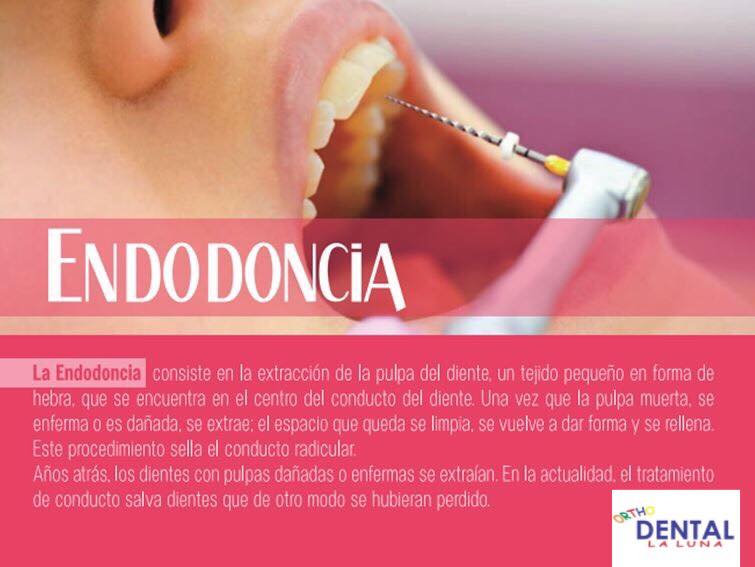 ENDODONCiA
La Endodoncia consiste en la extracción de la pulpa del diente, un tejido pequeño en forma de
hebra, que se encuentra en el centro del conducto del diente. Una vez que la pulpa muerta, se
enferma o es dañada, se extrae; el espacio que queda se limpia, se vuelve a dar forma y se rellena.
Este procedimiento sella el conducto radicular.
Años atrás, los dientes con pulpas dañadas o enfermas se extraían. En la actualidad, el tratamiento
de conducto salva dientes que de otro modo se hubieran perdido.
ORTHO
DENTAL
LA LUNA